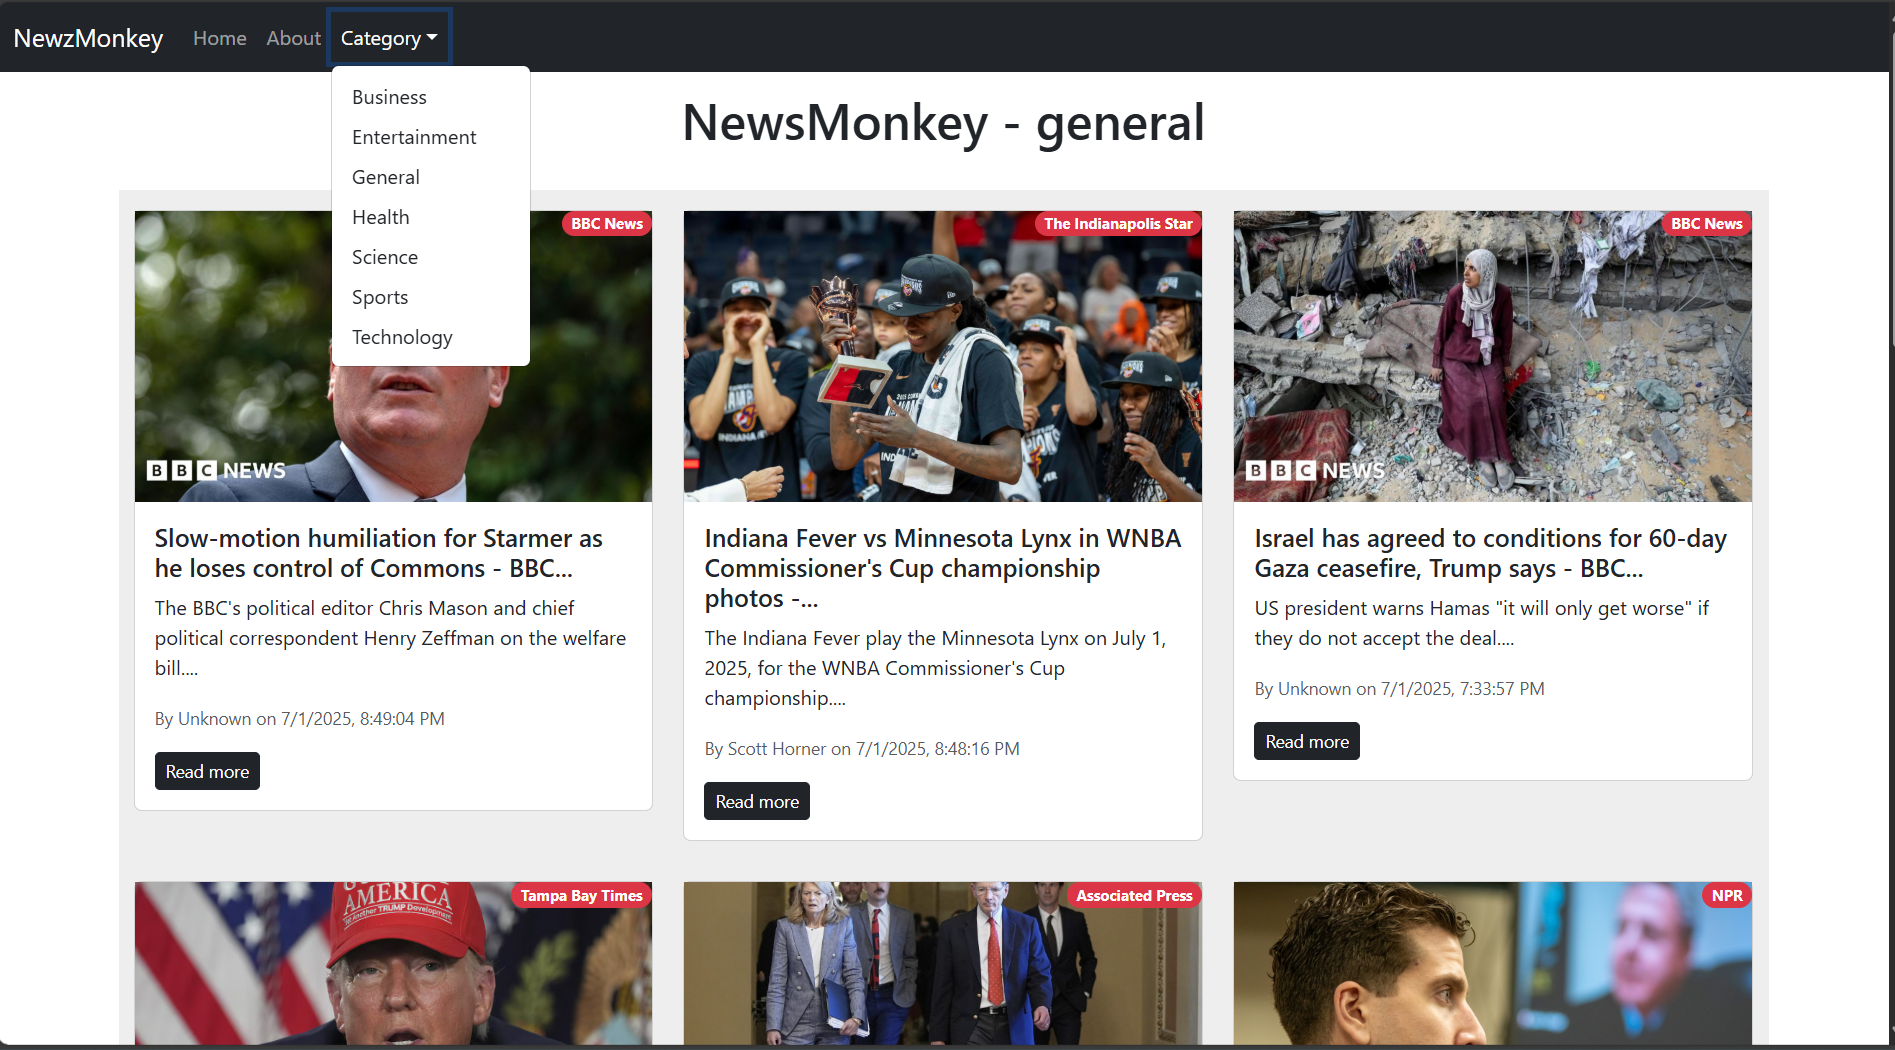 NewzMonkey Home About Category
Business
Entertainment
General
Health
Science
Sports
Technology
NewsMonkey - general
BBC News
BBC NEWS
Slow-motion humiliation for Starmer as
he loses control of Commons - BBC...
The BBC's political editor Chris Mason and chief
political correspondent Henry Zeffman on the welfare
bill....
By Unknown on 7/1/2025, 8:49:04 PM
Read more
The Indianapolis Star
INDIANA
Indiana Fever vs Minnesota Lynx in WNBA
Commissioner's Cup championship
photos -...
The Indiana Fever play the Minnesota Lynx on July 1,
2025, for the WNBA Commissioner's Cup
championship....
By Scott Horner on 7/1/2025, 8:48:16 PM
Read more
BBC News
BBC NEWS
Israel has agreed to conditions for 60-day
Gaza ceasefire, Trump says - BBC...
US president warns Hamas "it will only get worse" if
they do not accept the deal....
By Unknown on 7/1/2025, 7:33:57 PM
Read more
Tampa Bay Times
AMERICA
Another TRUMP Development
Associated Press
NPR